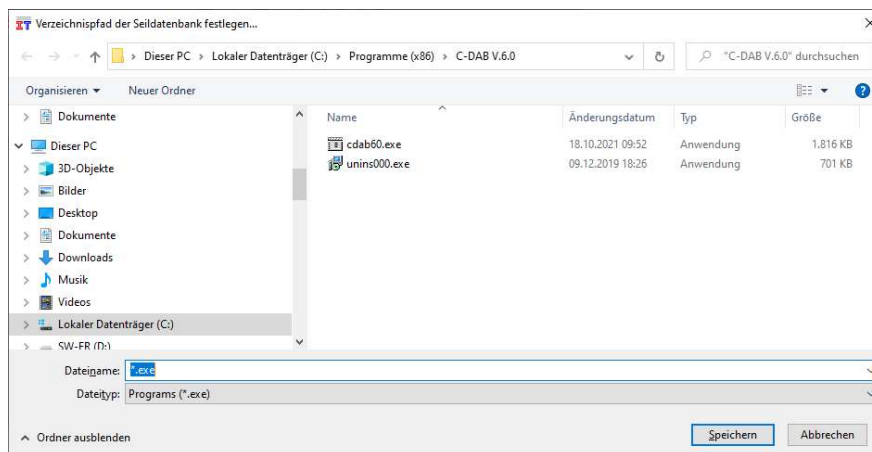 Verzeichnispfad der Seildatenbank festlegen...
Dieser PC > Lokaler Datenträger (C:) > Programme (x86) > C-DAB V.6.0
"C-DAB V.6.0" durchsuchen
Organisieren
Neuer Ordner
Dokumente
Dieser PC
3D-Objekte
Bilder
Desktop
Dokumente
Downloads
Musik
Videos
Lokaler Datenträger (C:)
SW-FR (D:)
Name Änderungsdatum Typ Größe
cdab60.exe 18.10.2021 09:52 Anwendung 1.816 KB
unins000.exe 09.12.2019 18:26 Anwendung 701 KB
Dateiname: *.exe
Dateityp: Programs (*.exe)
Ordner ausblenden
Speichern
Abbrechen